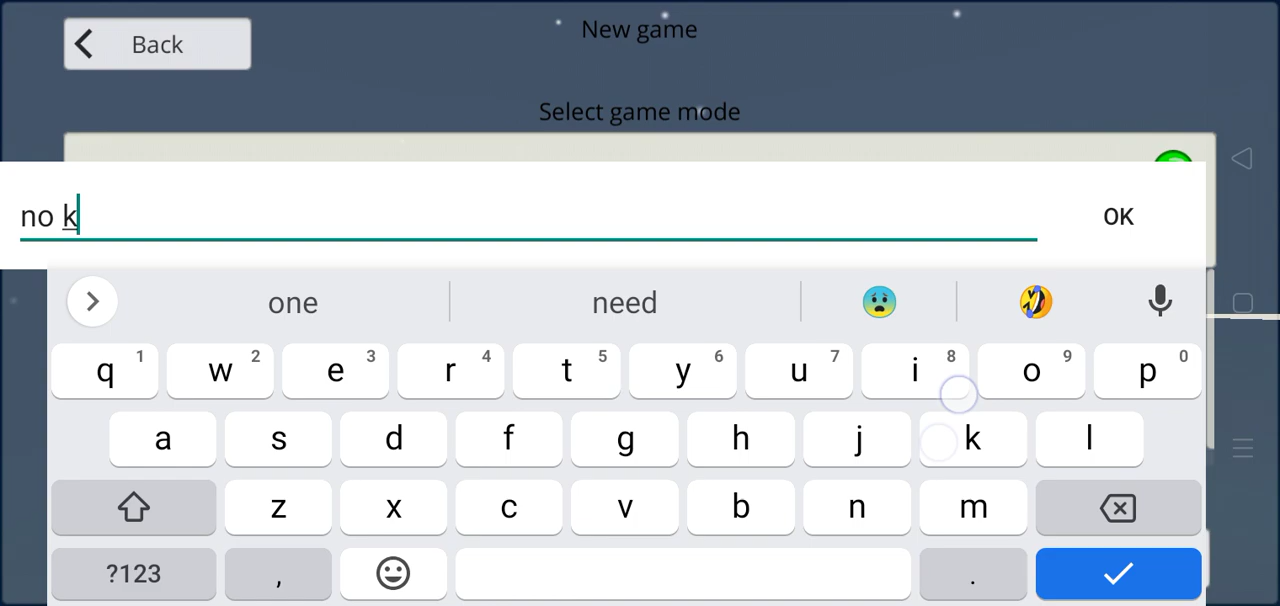 New game
Back
Select game mode
no k
OK
one need
q 1 w 2 e 3 r 4 t 5 y 6 u 7 i 8 o 9 p 0
a s d f g h j k l
z x c v b n m
?123 , .